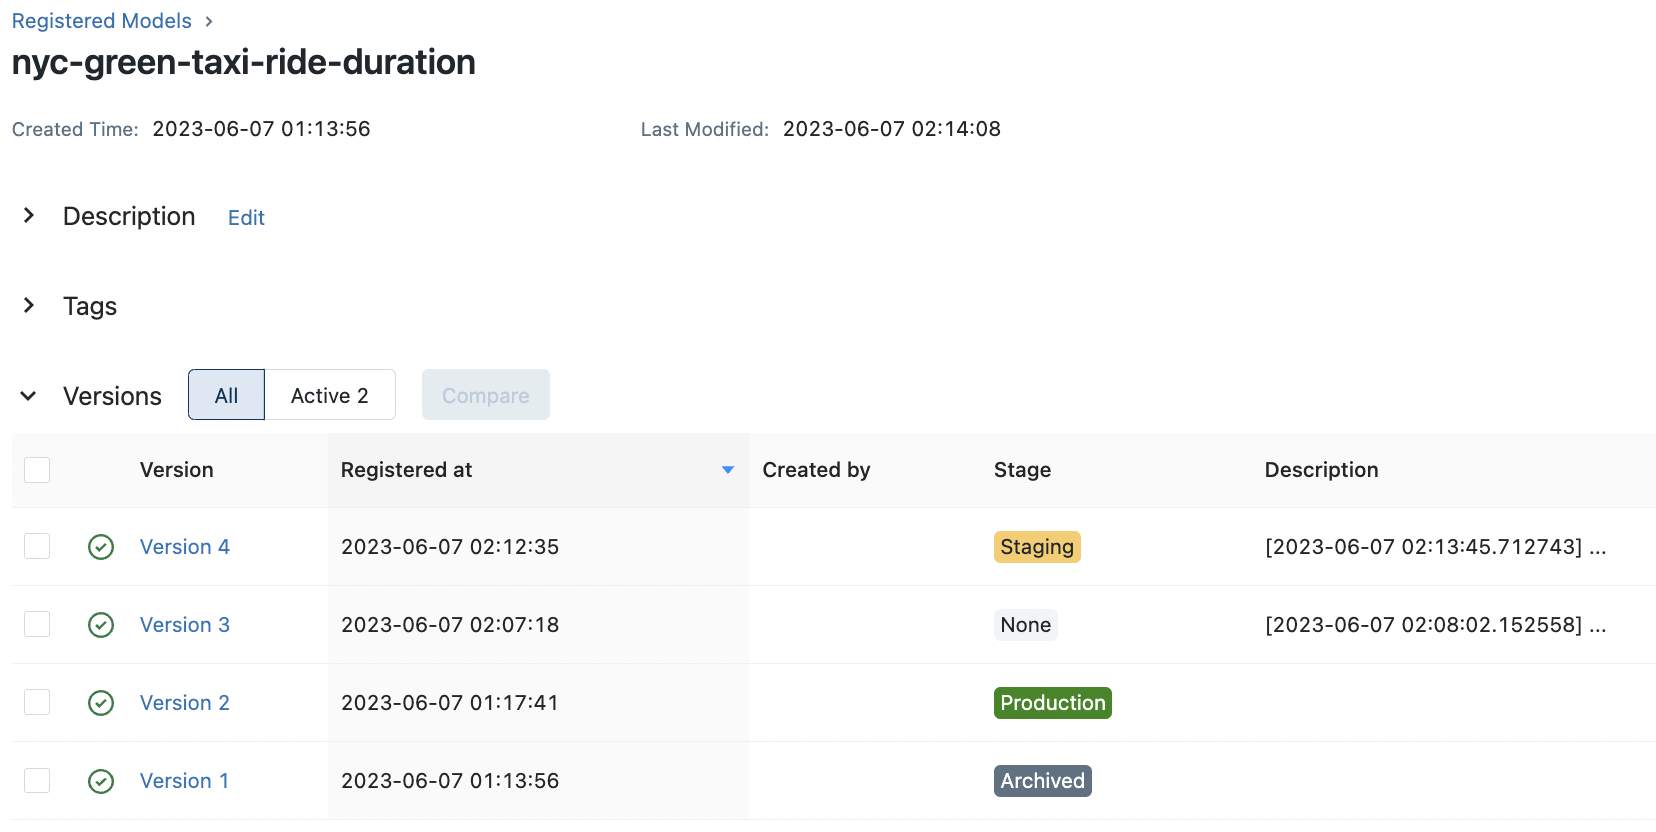 Registered Models
nyc-green-taxi-ride-duration
Created Time: 2023-06-07 01:13:56 Last Modified: 2023-06-07 02:14:08
Description Edit
Tags
Versions All Active 2 Compare
Version Registered at Created by Stage Description
Version 4 2023-06-07 02:12:35 Staging [2023-06-07 02:13:45.712743] ...
Version 3 2023-06-07 02:07:18 None [2023-06-07 02:08:02.152558] ...
Version 2 2023-06-07 01:17:41 Production
Version 1 2023-06-07 01:13:56 Archived